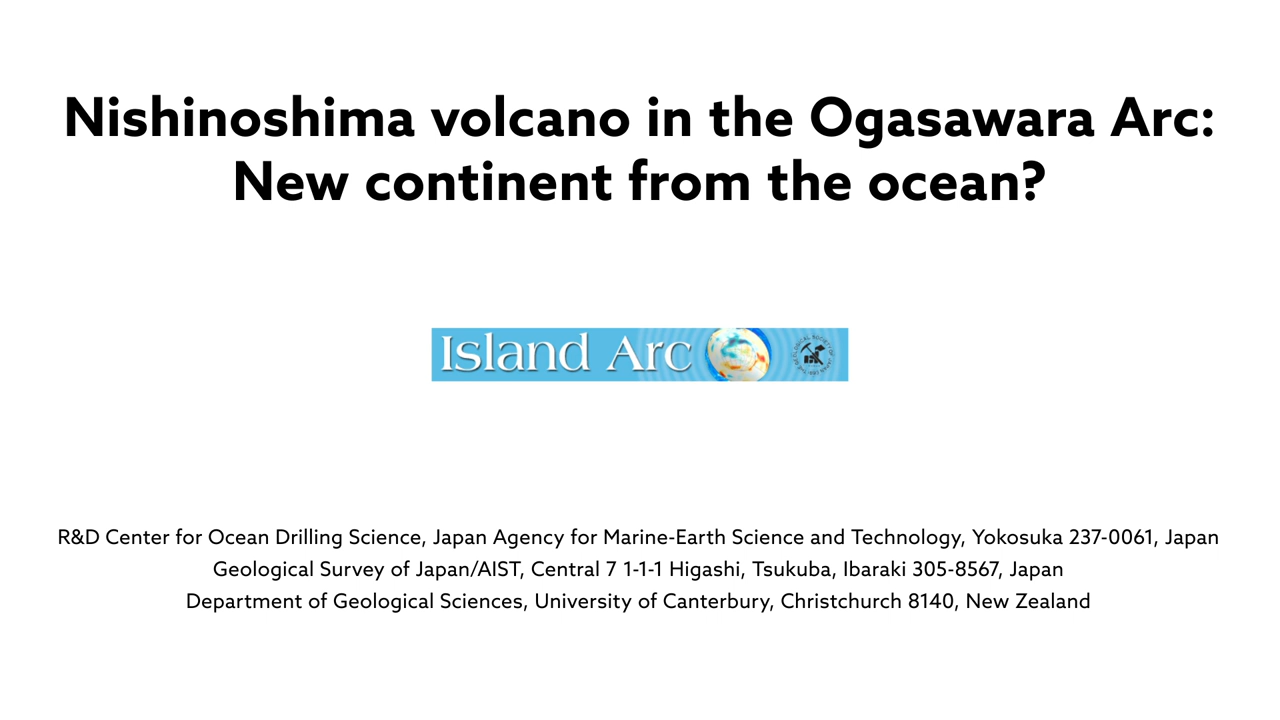 Nishinoshima volcano in the Ogasawara Arc:
New continent from the ocean?
Island Arc
R&D Center for Ocean Drilling Science, Japan Agency for Marine-Earth Science and Technology, Yokosuka 237-0061, Japan
Geological Survey of Japan/AIST, Central 7 1-1-1 Higashi, Tsukuba, Ibaraki 305-8567, Japan
Department of Geological Sciences, University of Canterbury, Christchurch 8140, New Zealand